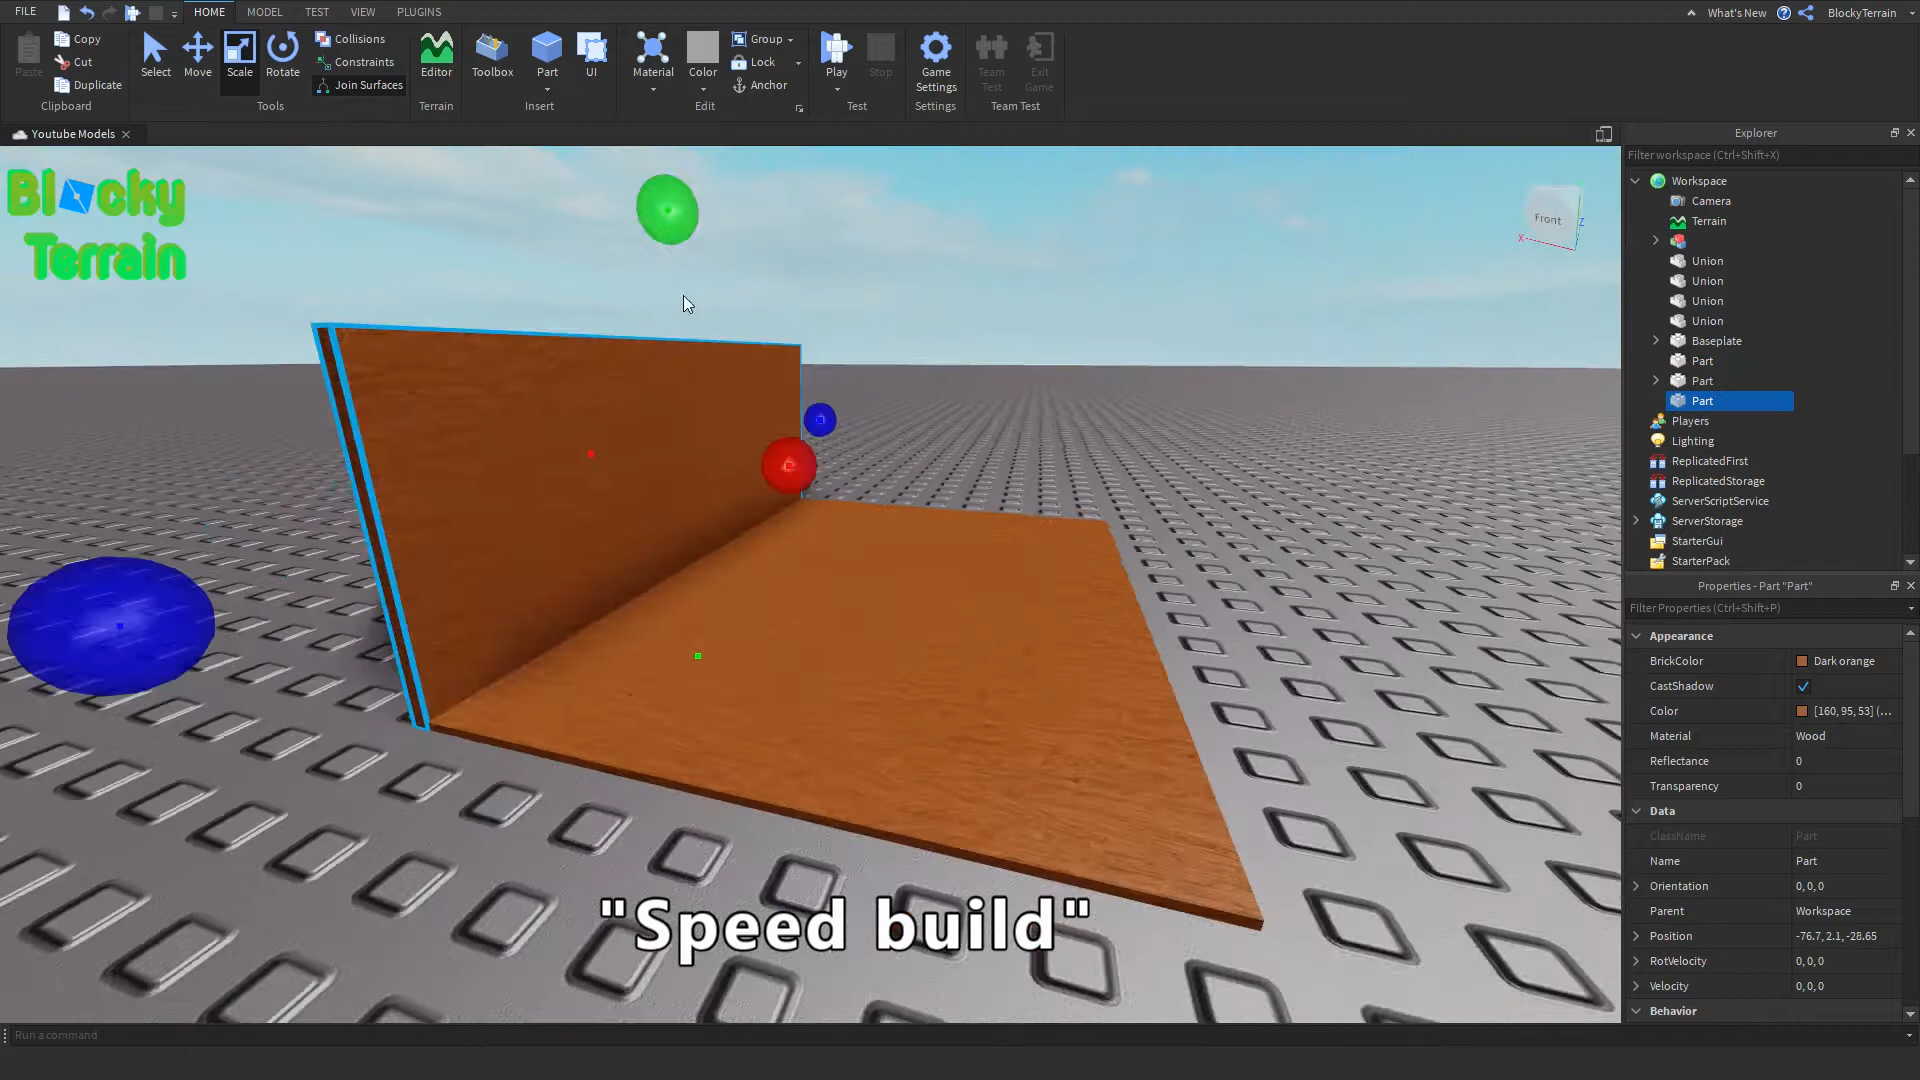 FILE
HOME
MODEL
TEST
VIEW
PLUGINS
What's New
BlockyTerrain
Paste
Copy
Cut
Duplicate
Clipboard
Select
Move
Scale
Rotate
Collisions
Constraints
Join Surfaces
Tools
Editor
Terrain
Toolbox
Part
UI
Insert
Material
Color
Group
Lock
Anchor
Edit
Play
Stop
Test
Game
Settings
Settings
Team
Test
Exit
Game
Team Test
Youtube Models
Blocky
Terrain
Front
X
Z
"Speed build"
Explorer
Filter workspace (Ctrl+Shift+X)
Workspace
Camera
Terrain
Union
Union
Union
Union
Baseplate
Part
Part
Part
Players
Lighting
ReplicatedFirst
ReplicatedStorage
ServerScriptService
ServerStorage
StarterGui
StarterPack
Properties - Part "Part"
Filter Properties (Ctrl+Shift+P)
Appearance
BrickColor Dark orange
CastShadow
Color [160, 95, 53] (...
Material Wood
Reflectance 0
Transparency 0
Data
ClassName Part
Name Part
Orientation 0, 0, 0
Parent Workspace
Position -76.7, 2.1, -28.65
RotVelocity 0, 0, 0
Velocity 0, 0, 0
Behavior
Run a command